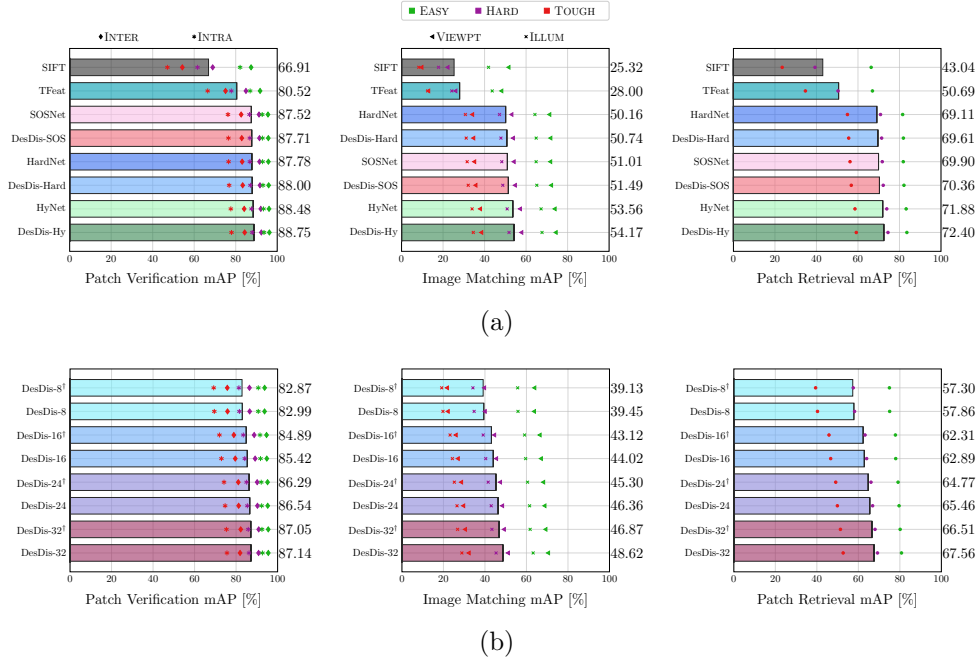 EASY HARD TOUGH
INTER INTRA
VIEWPT ILLUM
SIFT 66.91
TFeat 80.52
SOSNet 87.52
DesDis-SOS 87.71
HardNet 87.78
DesDis-Hard 88.00
HyNet 88.48
DesDis-Hy 88.75
0 20 40 60 80 100
Patch Verification mAP [%]
SIFT 25.32
TFeat 28.00
HardNet 50.16
DesDis-Hard 50.74
SOSNet 51.01
DesDis-SOS 51.49
HyNet 53.56
DesDis-Hy 54.17
0 20 40 60 80 100
Image Matching mAP [%]
SIFT 43.04
TFeat 50.69
HardNet 69.11
DesDis-Hard 69.61
SOSNet 69.90
DesDis-SOS 70.36
HyNet 71.88
DesDis-Hy 72.40
0 20 40 60 80 100
Patch Retrieval mAP [%]
(a)
DesDis-8† 82.87
DesDis-8 82.99
DesDis-16† 84.89
DesDis-16 85.42
DesDis-24† 86.29
DesDis-24 86.54
DesDis-32† 87.05
DesDis-32 87.14
0 20 40 60 80 100
Patch Verification mAP [%]
DesDis-8† 39.13
DesDis-8 39.45
DesDis-16† 43.12
DesDis-16 44.02
DesDis-24† 45.30
DesDis-24 46.36
DesDis-32† 46.87
DesDis-32 48.62
0 20 40 60 80 100
Image Matching mAP [%]
DesDis-8† 57.30
DesDis-8 57.86
DesDis-16† 62.31
DesDis-16 62.89
DesDis-24† 64.77
DesDis-24 65.46
DesDis-32† 66.51
DesDis-32 67.56
0 20 40 60 80 100
Patch Retrieval mAP [%]
(b)